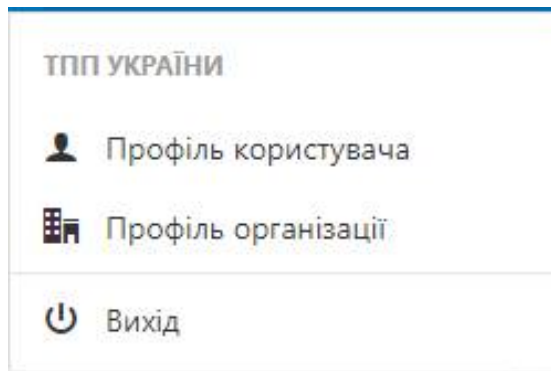 ТПП УКРАЇНИ
Профіль користувача
Профіль організації
Вихід